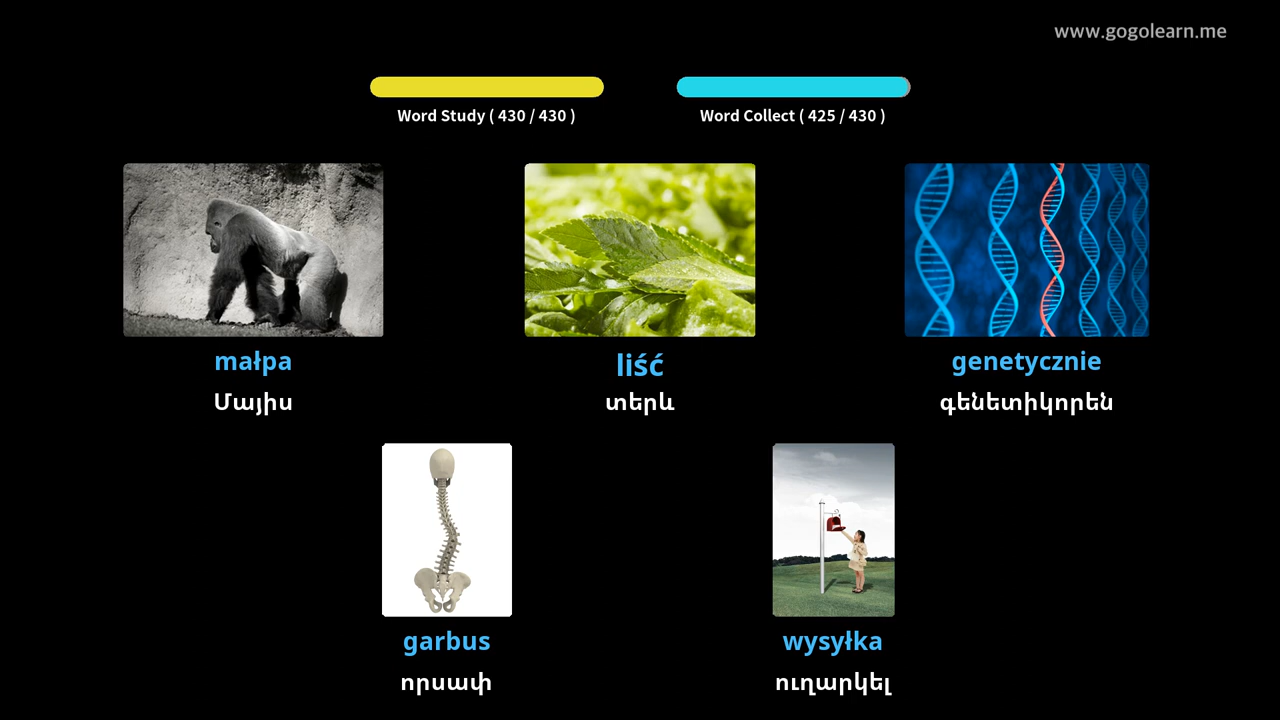 www.gogolearn.me
Word Study ( 430 / 430 )
Word Collect ( 425 / 430 )
małpa
Մայիս
liść
տերև
genetycznie
գենետիկորեն
garbus
որսափ
wysyłka
ուղարկել